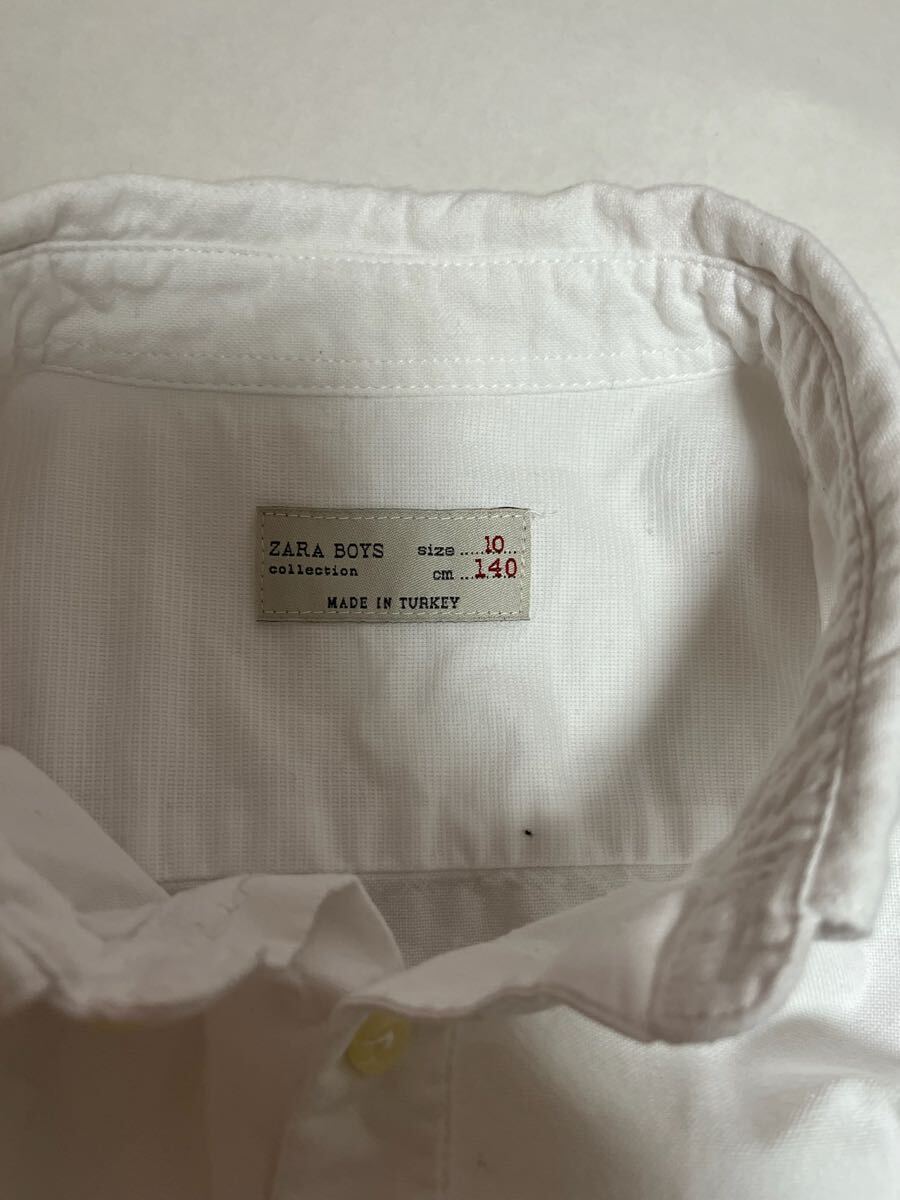 ZARA BOYS size ..... 10 ...
collection cm .... 140
MADE IN TURKEY